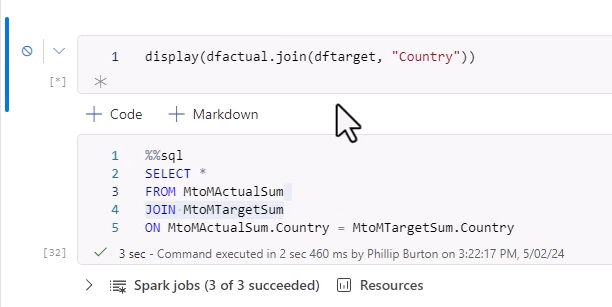 1 display(dfactual.join(dftarget, "Country"))
[*]
+ Code + Markdown
1 %%sql
2 SELECT *
3 FROM MtoMActualSum
4 JOIN MtoMTargetSum
5 ON MtoMActualSum.Country = MtoMTargetSum.Country
[32] 3 sec - Command executed in 2 sec 460 ms by Phillip Burton on 3:22:17 PM, 5/02/24
Spark jobs (3 of 3 succeeded) Resources